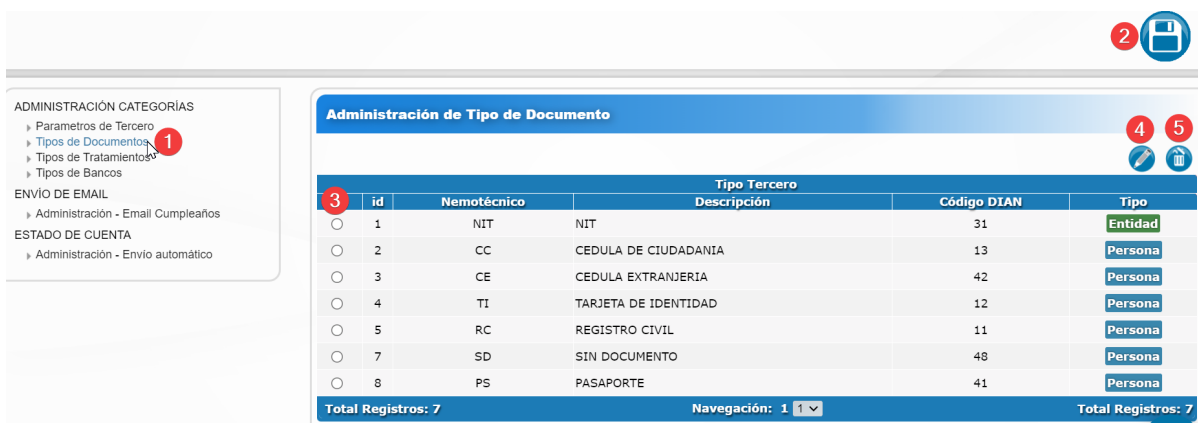 2
ADMINISTRACIÓN CATEGORÍAS
Parametros de Tercero
Tipos de Documentos 1
Tipos de Tratamientos
Tipos de Bancos
ENVÍO DE EMAIL
Administración - Email Cumpleaños
ESTADO DE CUENTA
Administración - Envío automático
Administración de Tipo de Documento
4 5
Tipo Tercero
3 id Nemotécnico Descripción Código DIAN Tipo
1 NIT NIT 31 Entidad
2 CC CEDULA DE CIUDADANIA 13 Persona
3 CE CEDULA EXTRANJERIA 42 Persona
4 TI TARJETA DE IDENTIDAD 12 Persona
5 RC REGISTRO CIVIL 11 Persona
7 SD SIN DOCUMENTO 48 Persona
8 PS PASAPORTE 41 Persona
Total Registros: 7 Navegación: 1 1 Total Registros: 7